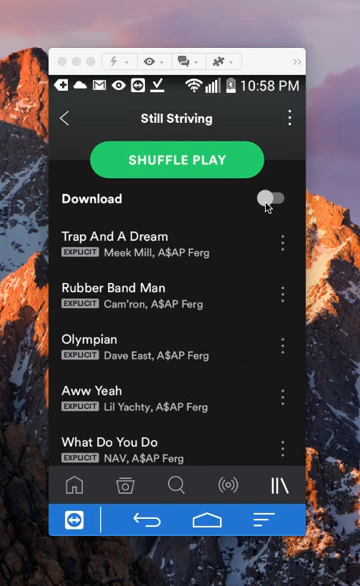 10:58 PM
Still Striving
SHUFFLE PLAY
Download
Trap And A Dream
EXPLICIT Meek Mill, A$AP Ferg
Rubber Band Man
EXPLICIT Cam'ron, A$AP Ferg
Olympian
EXPLICIT Dave East, A$AP Ferg
Aww Yeah
EXPLICIT Lil Yachty, A$AP Ferg
What Do You Do
EXPLICIT NAV, A$AP Ferg